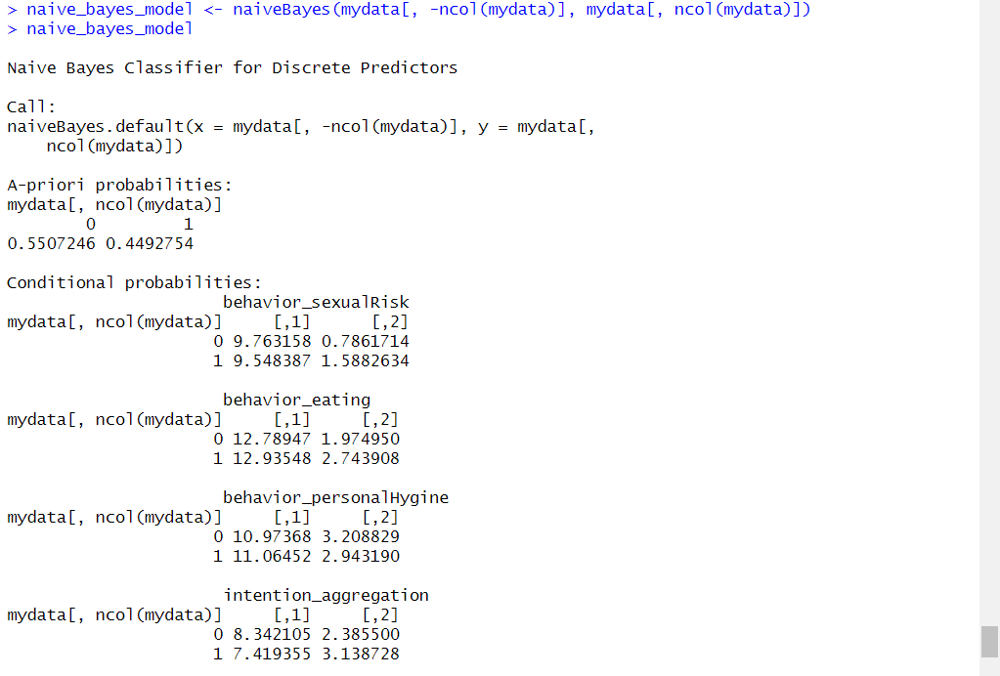 > naive_bayes_model <- naiveBayes(mydata[, -ncol(mydata)], mydata[, ncol(mydata)])
> naive_bayes_model
Naive Bayes Classifier for Discrete Predictors
Call:
naiveBayes.default(x = mydata[, -ncol(mydata)], y = mydata[,
    ncol(mydata)])
A-priori probabilities:
mydata[, ncol(mydata)]
        0         1
0.5507246 0.4492754
Conditional probabilities:
                      behavior_sexualRisk
mydata[, ncol(mydata)]     [,1]      [,2]
                     0 9.763158 0.7861714
                     1 9.548387 1.5882634
                      behavior_eating
mydata[, ncol(mydata)]     [,1]     [,2]
                     0 12.78947 1.974950
                     1 12.93548 2.743908
                      behavior_personalHygine
mydata[, ncol(mydata)]     [,1]     [,2]
                     0 10.97368 3.208829
                     1 11.06452 2.943190
                      intention_aggregation
mydata[, ncol(mydata)]     [,1]     [,2]
                     0 8.342105 2.385500
                     1 7.419355 3.138728